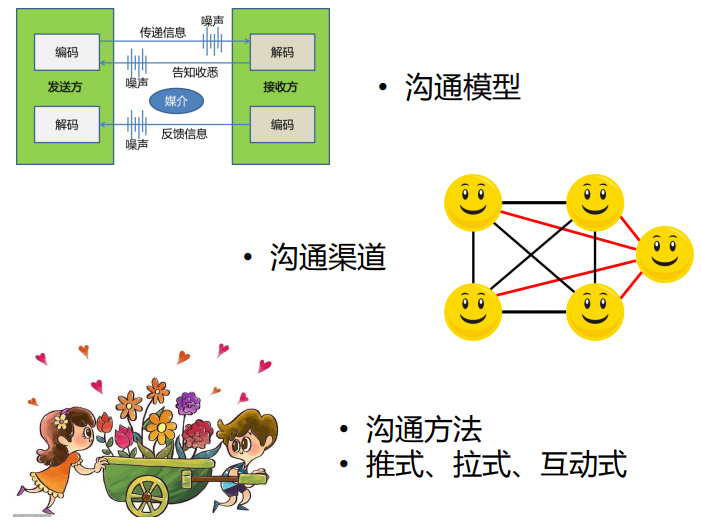 噪声
传递信息
编码
解码
告知收悉
噪声
发送方
媒介
接收方
解码
编码
反馈信息
噪声
• 沟通模型
• 沟通渠道
• 沟通方法
• 推式、拉式、互动式